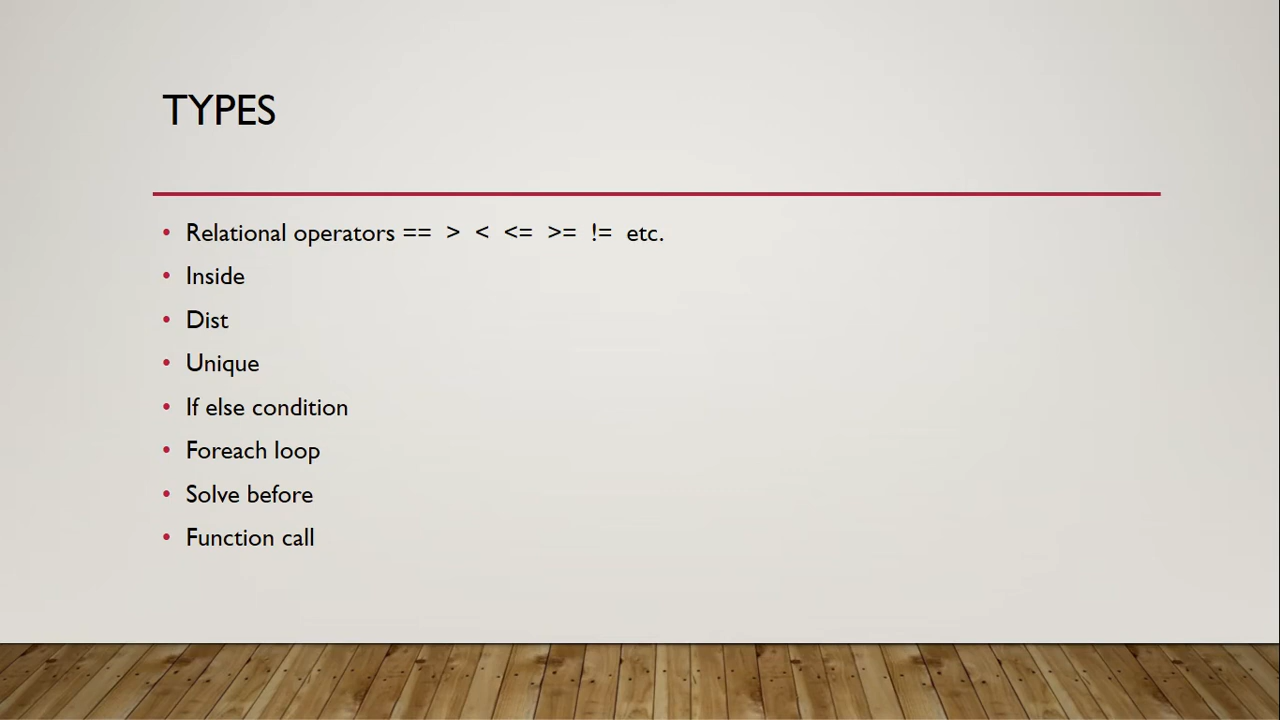 TYPES
• Relational operators == > < <= >= != etc.
• Inside
• Dist
• Unique
• If else condition
• Foreach loop
• Solve before
• Function call